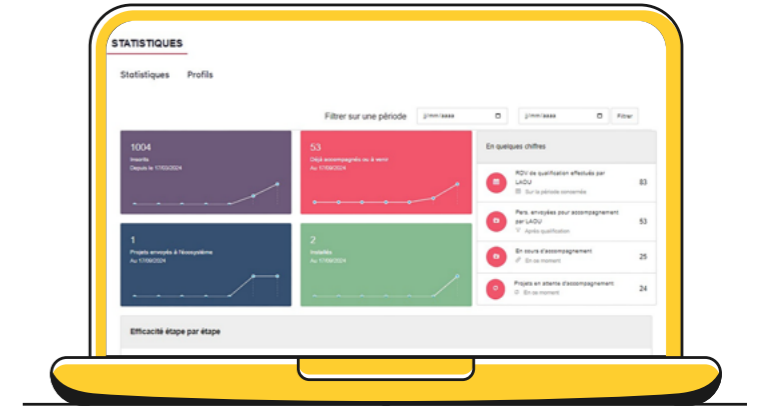 STATISTIQUES
Statistiques Profils
Filtrer sur une période jj/mm/aaaa jj/mm/aaaa Filtrer
1004
Inscrits
Depuis le 17/03/2024
53
Déjà accompagnés ou à venir
Au 17/09/2024
1
Projets envoyés à
Au 17/09/2024
2
Installés
Au 17/09/2024
En quelques chiffres
RDV de qualification effectués par
LAOU
83
Sur la période concernée
Pers. envoyées pour accompagnement
par LAOU
53
Après qualification
En cours d'accompagnement
25
En ce moment
Projets en attente d'accompagnement
24
En ce moment
Efficacité étape par étape